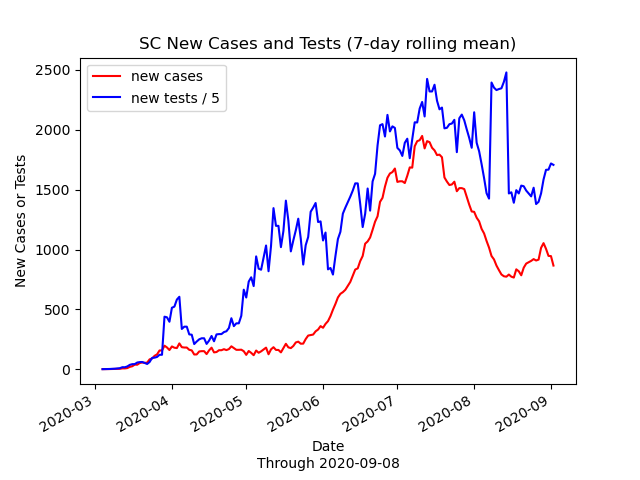 SC New Cases and Tests (7-day rolling mean)
new cases
new tests / 5
2500
2000
1500
1000
500
0
New Cases or Tests
2020-03
2020-04
2020-05
2020-06
2020-07
2020-08
2020-09
Date
Through 2020-09-08